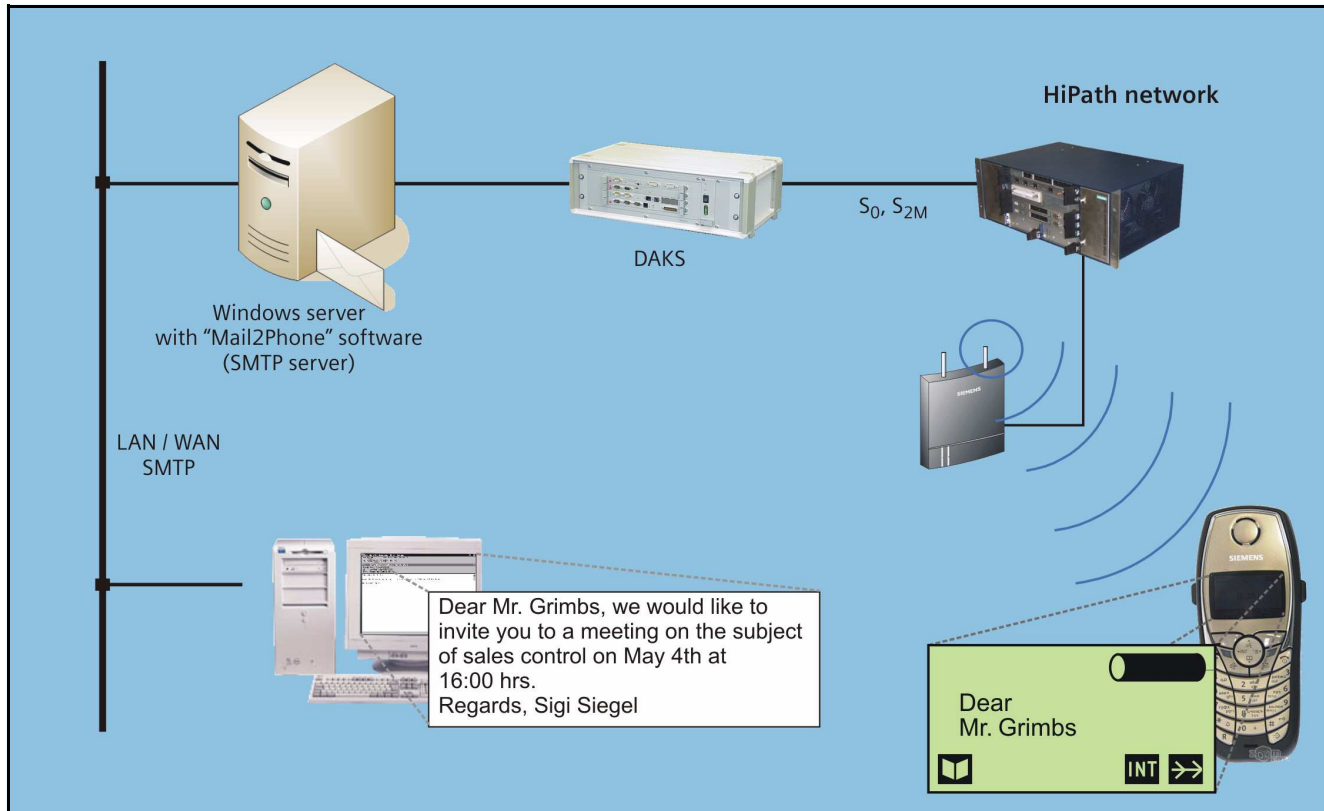 HiPath network
S0, S2M
DAKS
Windows server
with “Mail2Phone” software
(SMTP server)
SIEMENS
LAN / WAN
SMTP
SIEMENS
Dear Mr. Grimbs, we would like to
invite you to a meeting on the subject
of sales control on May 4th at
16:00 hrs.
Regards, Sigi Siegel
Dear
Mr. Grimbs
INT